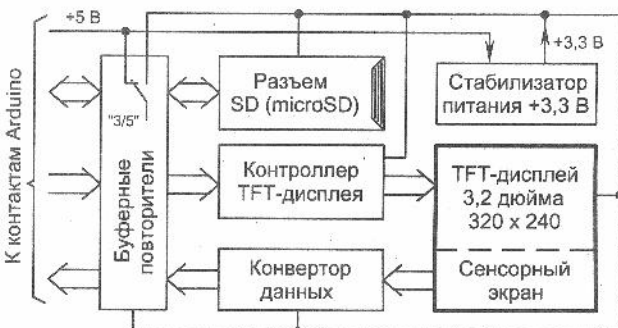 +5 В
+3,3 В
Разъем
SD (microSD)
Стабилизатор
питания +3,3 В
"3/5"
К контактам Arduino
Буферные
повторители
Контроллер
TFT-дисплея
TFT-дисплей
3,2 дюйма
320 x 240
Конвертор
данных
Сенсорный
экран